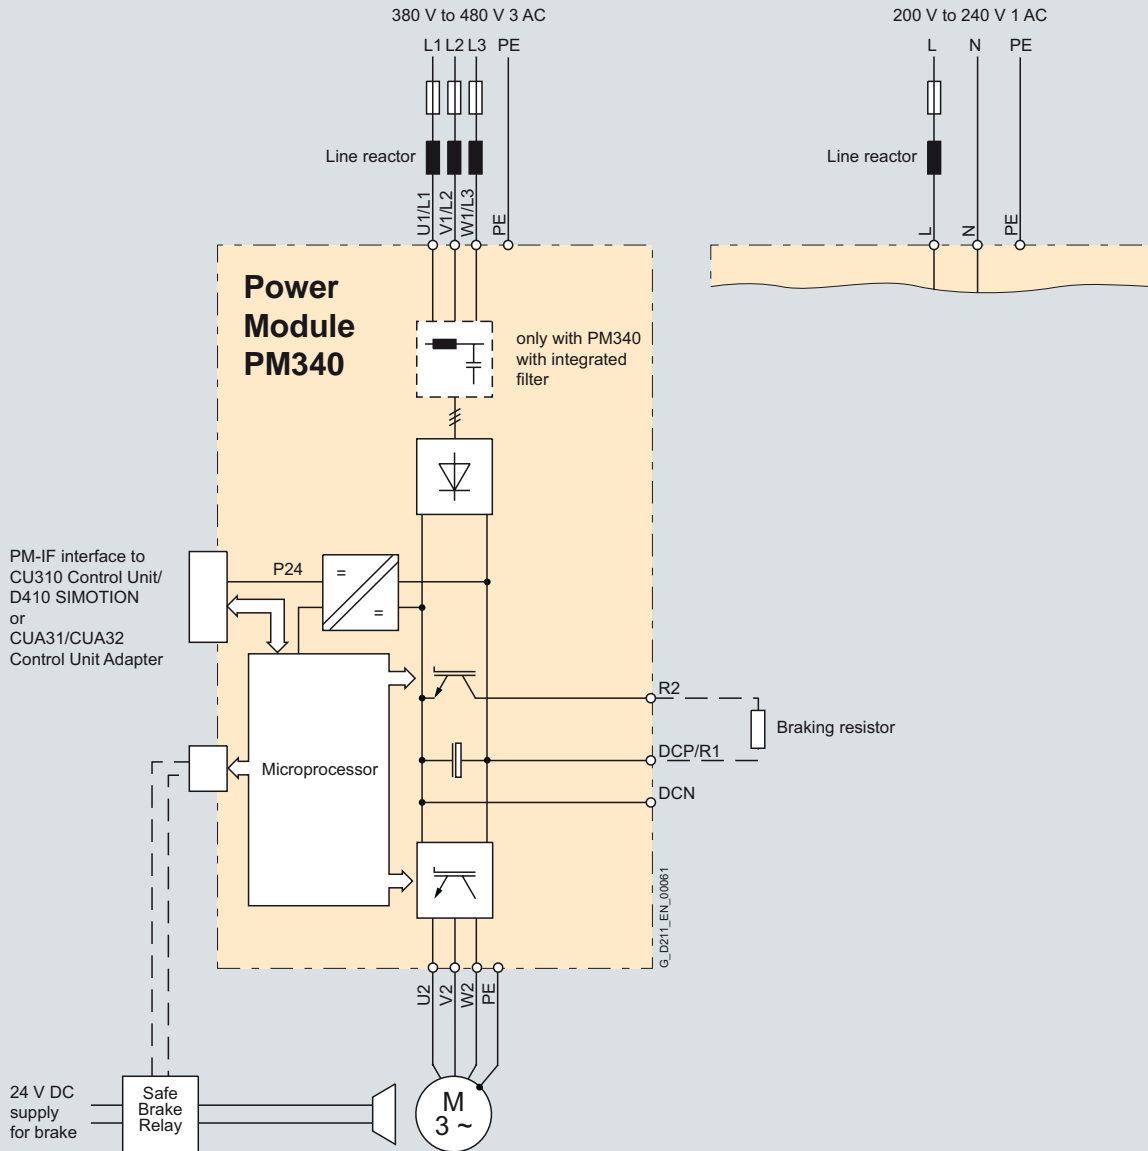 380 V to 480 V 3 AC
200 V to 240 V 1 AC
L1 L2 L3 PE
L N PE
Line reactor
Line reactor
U1/L1
V1/L2
W1/L3
PE
L
N
PE
Power
Module
PM340
only with PM340
with integrated
filter
PM-IF interface to
CU310 Control Unit/
D410 SIMOTION
or
CUA31/CUA32
Control Unit Adapter
P24
=
=
R2
Braking resistor
DCP/R1
Microprocessor
DCN
G_D211_EN_00061
U2
V2
W2
PE
24 V DC
supply
for brake
Safe
Brake
Relay
M
3 ~